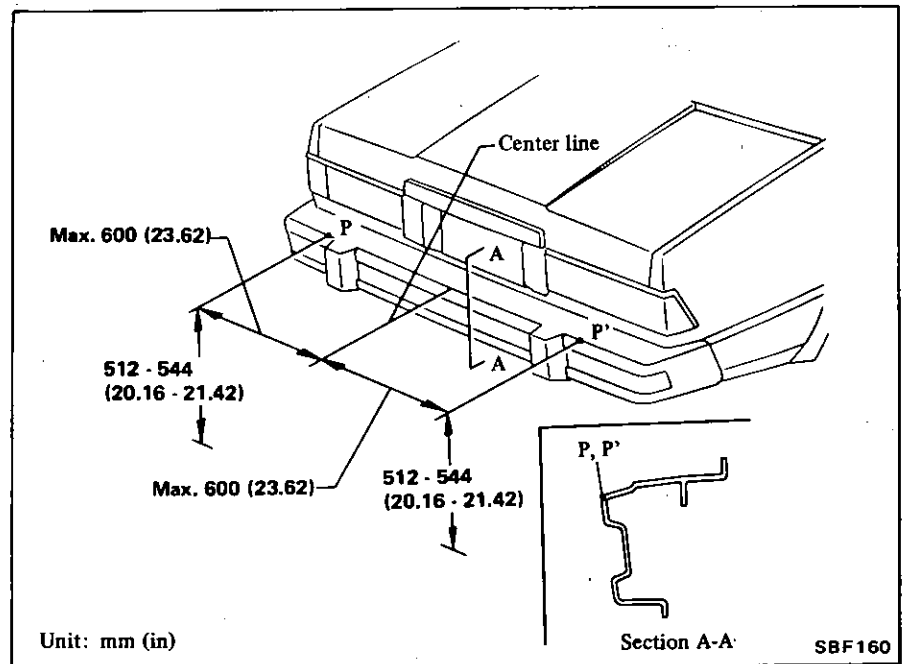 Center line
P
Max. 600 (23.62)
A
P'
A
512 - 544
(20.16 - 21.42)
Max. 600 (23.62)
512 - 544
(20.16 - 21.42)
P, P'
Unit: mm (in)
Section A-A
SBF160